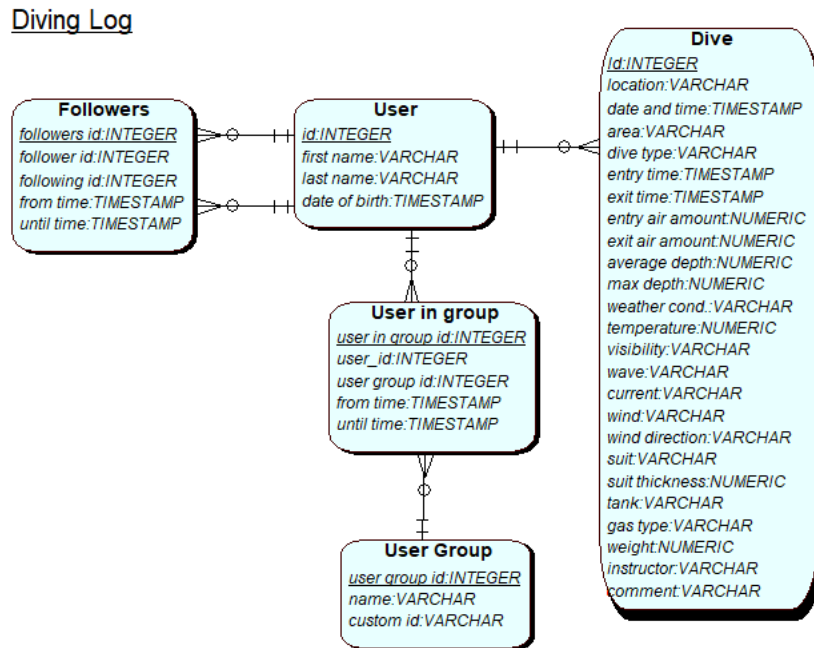 Diving Log
Followers
followers id:INTEGER
follower id:INTEGER
following id:INTEGER
from time:TIMESTAMP
until time:TIMESTAMP
User
id:INTEGER
first name:VARCHAR
last name:VARCHAR
date of birth:TIMESTAMP
User in group
user in group id:INTEGER
user_id:INTEGER
user group id:INTEGER
from time:TIMESTAMP
until time:TIMESTAMP
User Group
user group id:INTEGER
name:VARCHAR
custom id:VARCHAR
Dive
Id:INTEGER
location:VARCHAR
date and time:TIMESTAMP
area:VARCHAR
dive type:VARCHAR
entry time:TIMESTAMP
exit time:TIMESTAMP
entry air amount:NUMERIC
exit air amount:NUMERIC
average depth:NUMERIC
max depth:NUMERIC
weather cond.:VARCHAR
temperature:NUMERIC
visibility:VARCHAR
wave:VARCHAR
current:VARCHAR
wind:VARCHAR
wind direction:VARCHAR
suit:VARCHAR
suit thickness:NUMERIC
tank:VARCHAR
gas type:VARCHAR
weight:NUMERIC
instructor:VARCHAR
comment:VARCHAR